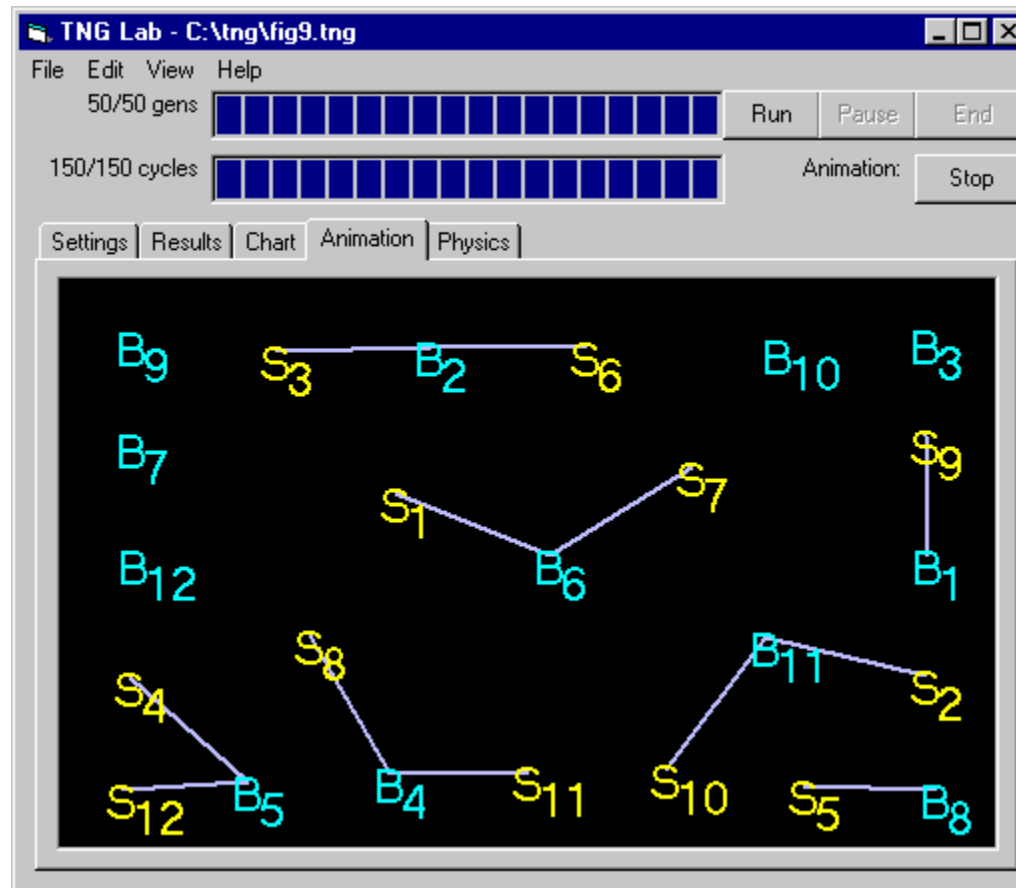 TNG Lab - C:\tng\fig9.tng
File Edit View Help
50/50 gens Run Pause End
150/150 cycles Animation: Stop
Settings Results Chart Animation Physics
B9 S3 B2 S6 B10 B3
B7 S1 S7 S9
B12 B6 B1
S4 S8 B11 S2
S12 B5 B4 S11 S10 S5 B8